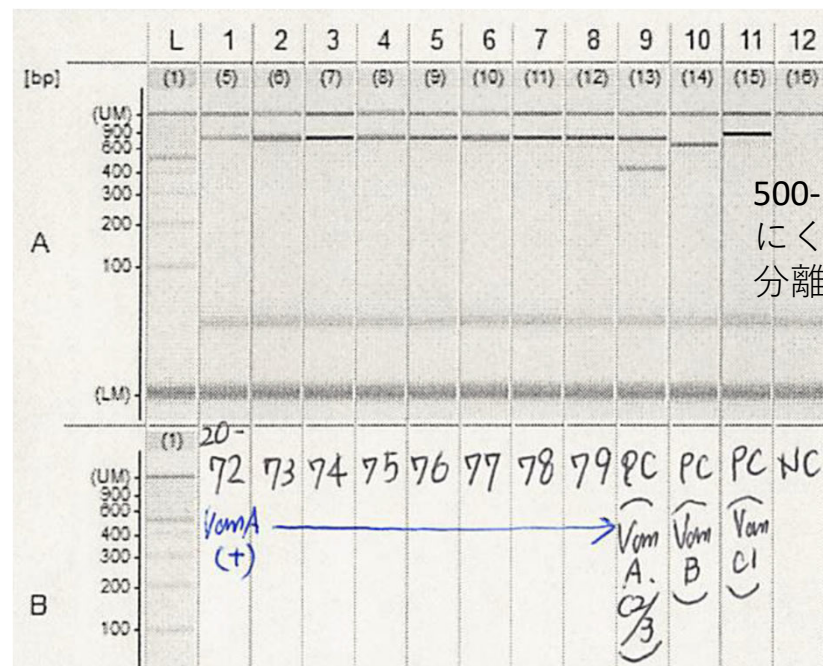 L 1 2 3 4 5 6 7 8 9 10 11 12
[bp] (1) (5) (6) (7) (8) (9) (10) (11) (12) (13) (14) (15) (16)
(UM)
900
600
400
300
200
100
(LM)
A
500-
にく
分離
(1) 20-
72 73 74 75 76 77 78 79 PC PC PC NC
VanA (+)
(Van A. C2/3)
(Van B)
(Van C1)
(UM)
900
600
400
300
200
100
B